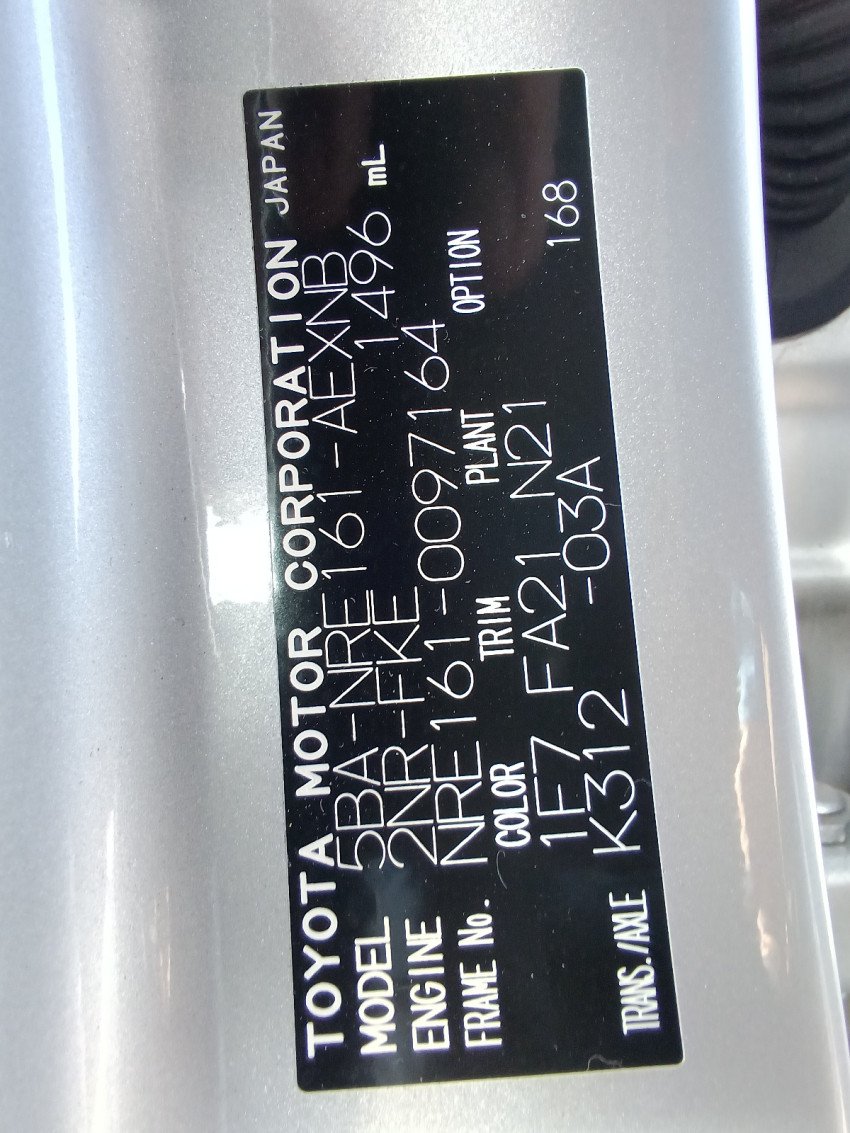 TOYOTA MOTOR CORPORATION JAPAN
MODEL 5BA-NRE161-AEXNB
ENGINE 2NR-FKE 1496 mL
FRAME No. NRE161-0097164
COLOR TRIM PLANT OPTION
1F7 FA21 N21 168
TRANS./AXLE K312 -03A